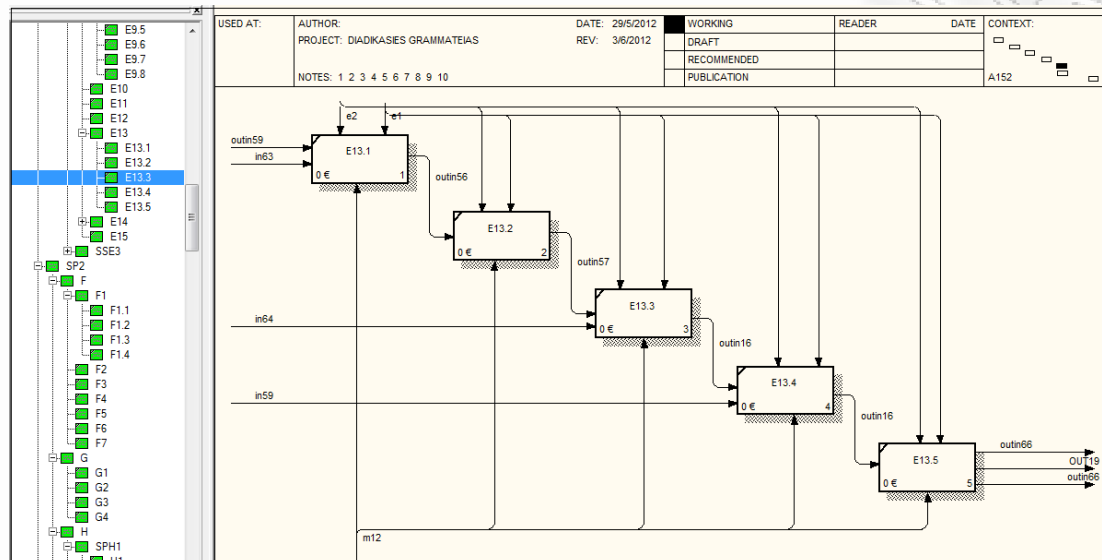 E9.5
E9.6
E9.7
E9.8
E10
E11
E12
E13
E13.1
E13.2
E13.3
E13.4
E13.5
E14
E15
SSE3
SP2
F
F1
F1.1
F1.2
F1.3
F1.4
F2
F3
F4
F5
F6
F7
G
G1
G2
G3
G4
H
SPH1
USED AT:
AUTHOR:
DATE: 29/5/2012
PROJECT: DIADIKASIES GRAMMATEIAS
REV: 3/6/2012
NOTES: 1 2 3 4 5 6 7 8 9 10
WORKING
DRAFT
RECOMMENDED
PUBLICATION
READER
DATE
CONTEXT:
A152
e2
e1
outin59
in63
E13.1
0 € 1
outin56
E13.2
0 € 2
outin57
in64
E13.3
0 € 3
outin16
in59
E13.4
0 € 4
outin16
E13.5
0 € 5
outin66
OUT19
outin66
m12